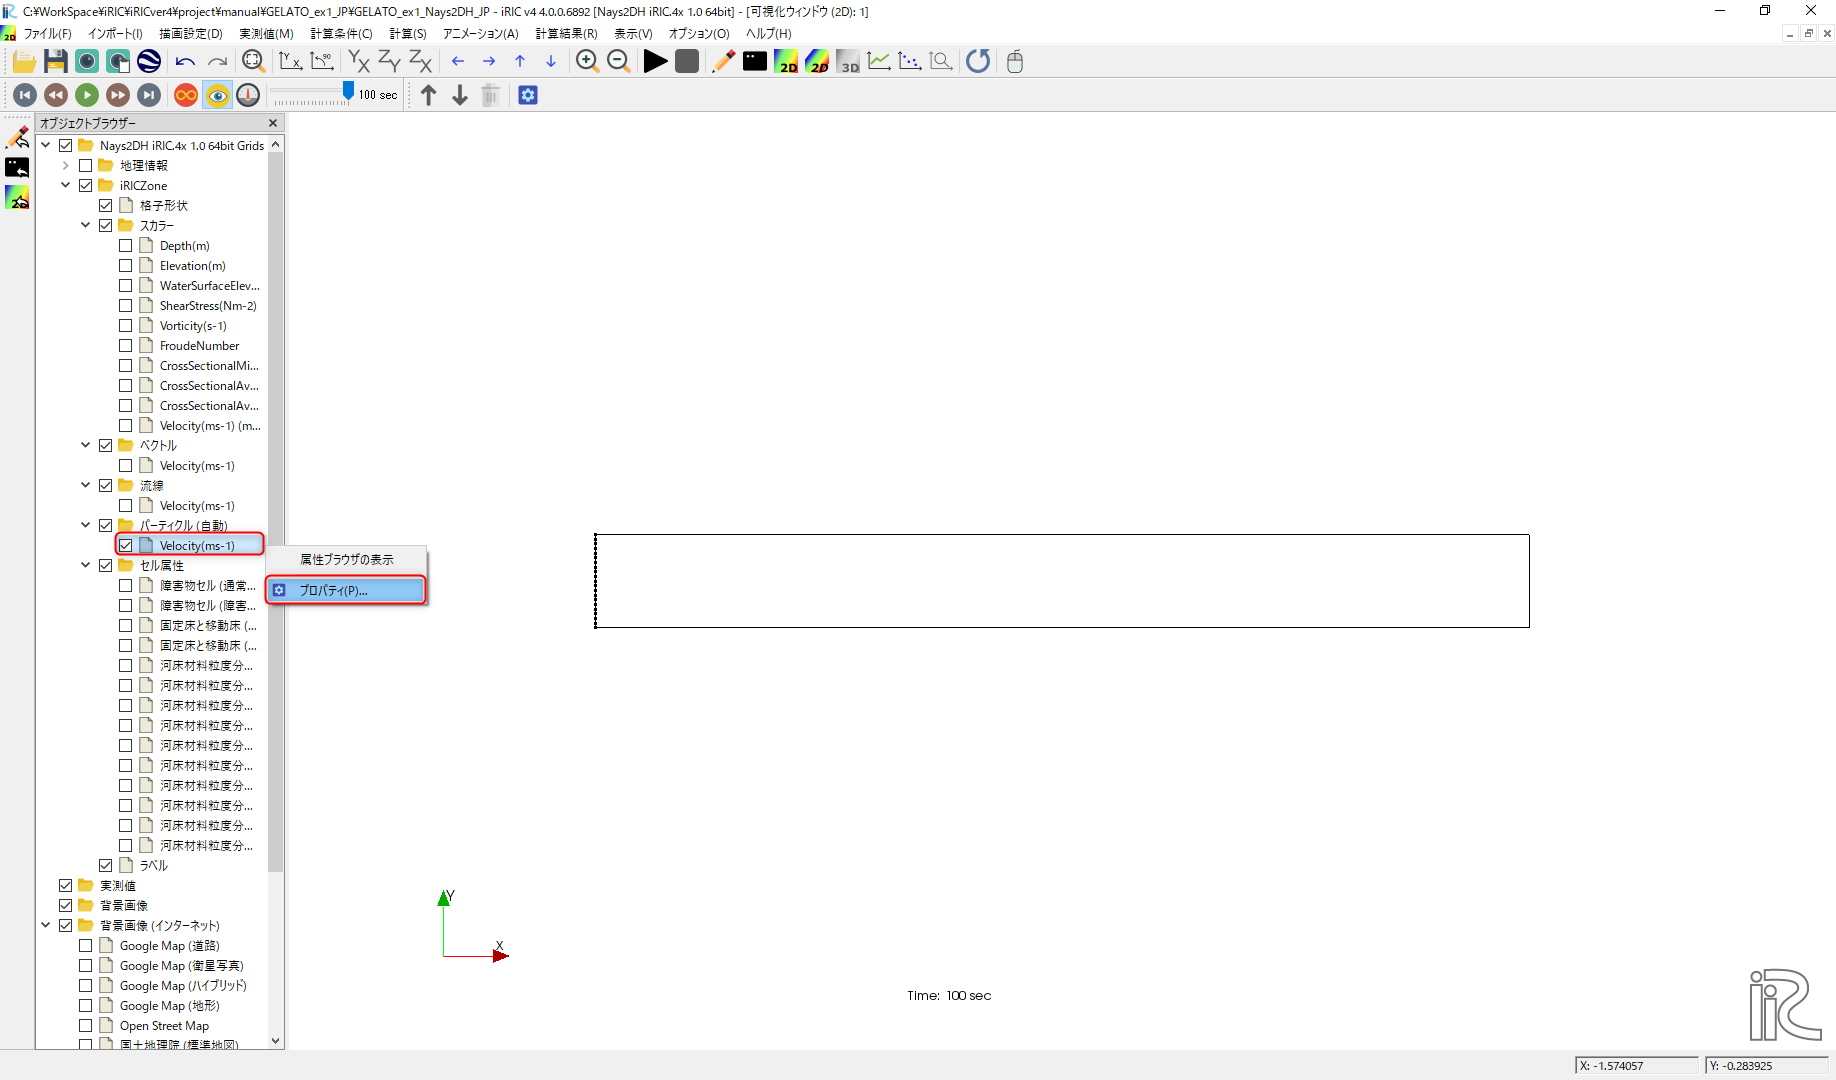 C:¥WorkSpace¥iRIC¥iRICver4¥project¥manual¥GELATO_ex1_JP¥GELATO_ex1_Nays2DH_JP - iRIC v4 4.0.0.6892 [Nays2DH iRIC.4x 1.0 64bit] - [可視化ウィンドウ (2D): 1]
ファイル(F) インポート(I) 描画設定(D) 実測値(M) 計算条件(C) 計算(S) アニメーション(A) 計算結果(R) 表示(V) オプション(O) ヘルプ(H)
100 sec
オブジェクトブラウザー
Nays2DH iRIC.4x 1.0 64bit Grids
地理情報
iRICZone
格子形状
スカラー
Depth(m)
Elevation(m)
WaterSurfaceElev...
ShearStress(Nm-2)
Vorticity(s-1)
FroudeNumber
CrossSectionalMi...
CrossSectionalAv...
CrossSectionalAv...
Velocity(ms-1) (m...
ベクトル
Velocity(ms-1)
流線
Velocity(ms-1)
パーティクル (自動)
Velocity(ms-1)
属性ブラウザの表示
プロパティ(P)...
セル属性
障害物セル (通常...
障害物セル (障害...
固定床と移動床 (...
固定床と移動床 (...
河床材料粒度分...
河床材料粒度分...
河床材料粒度分...
河床材料粒度分...
河床材料粒度分...
河床材料粒度分...
河床材料粒度分...
河床材料粒度分...
河床材料粒度分...
河床材料粒度分...
ラベル
実測値
背景画像
背景画像 (インターネット)
Google Map (道路)
Google Map (衛星写真)
Google Map (ハイブリッド)
Google Map (地形)
Open Street Map
国土地理院 (標準地図)
Y
X
Time: 100 sec
iRIC
X: -1.574057
Y: -0.283925